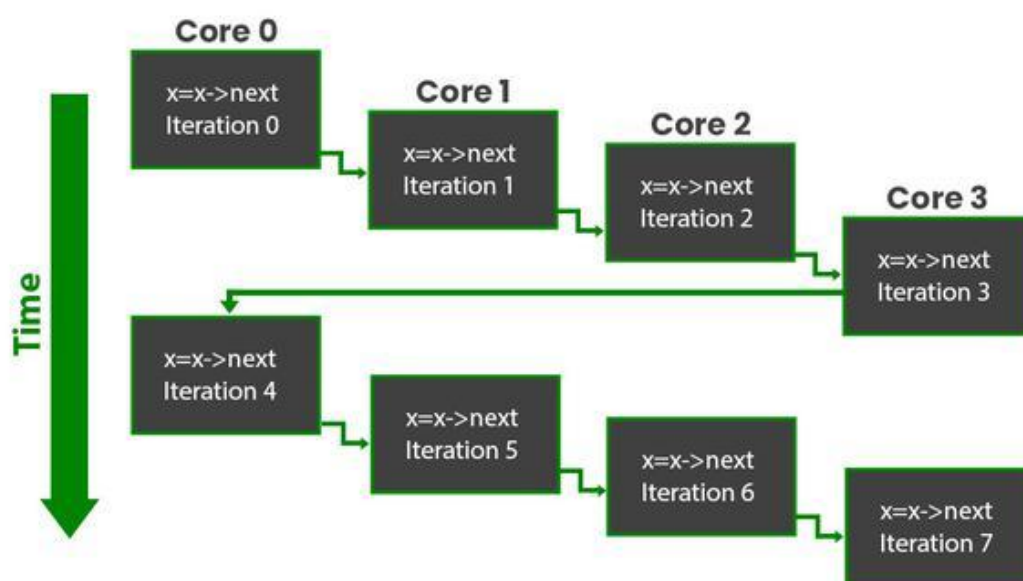 Core 0
x=x->next
Iteration 0
Core 1
x=x->next
Iteration 1
Core 2
x=x->next
Iteration 2
Core 3
x=x->next
Iteration 3
Time
x=x->next
Iteration 4
x=x->next
Iteration 5
x=x->next
Iteration 6
x=x->next
Iteration 7